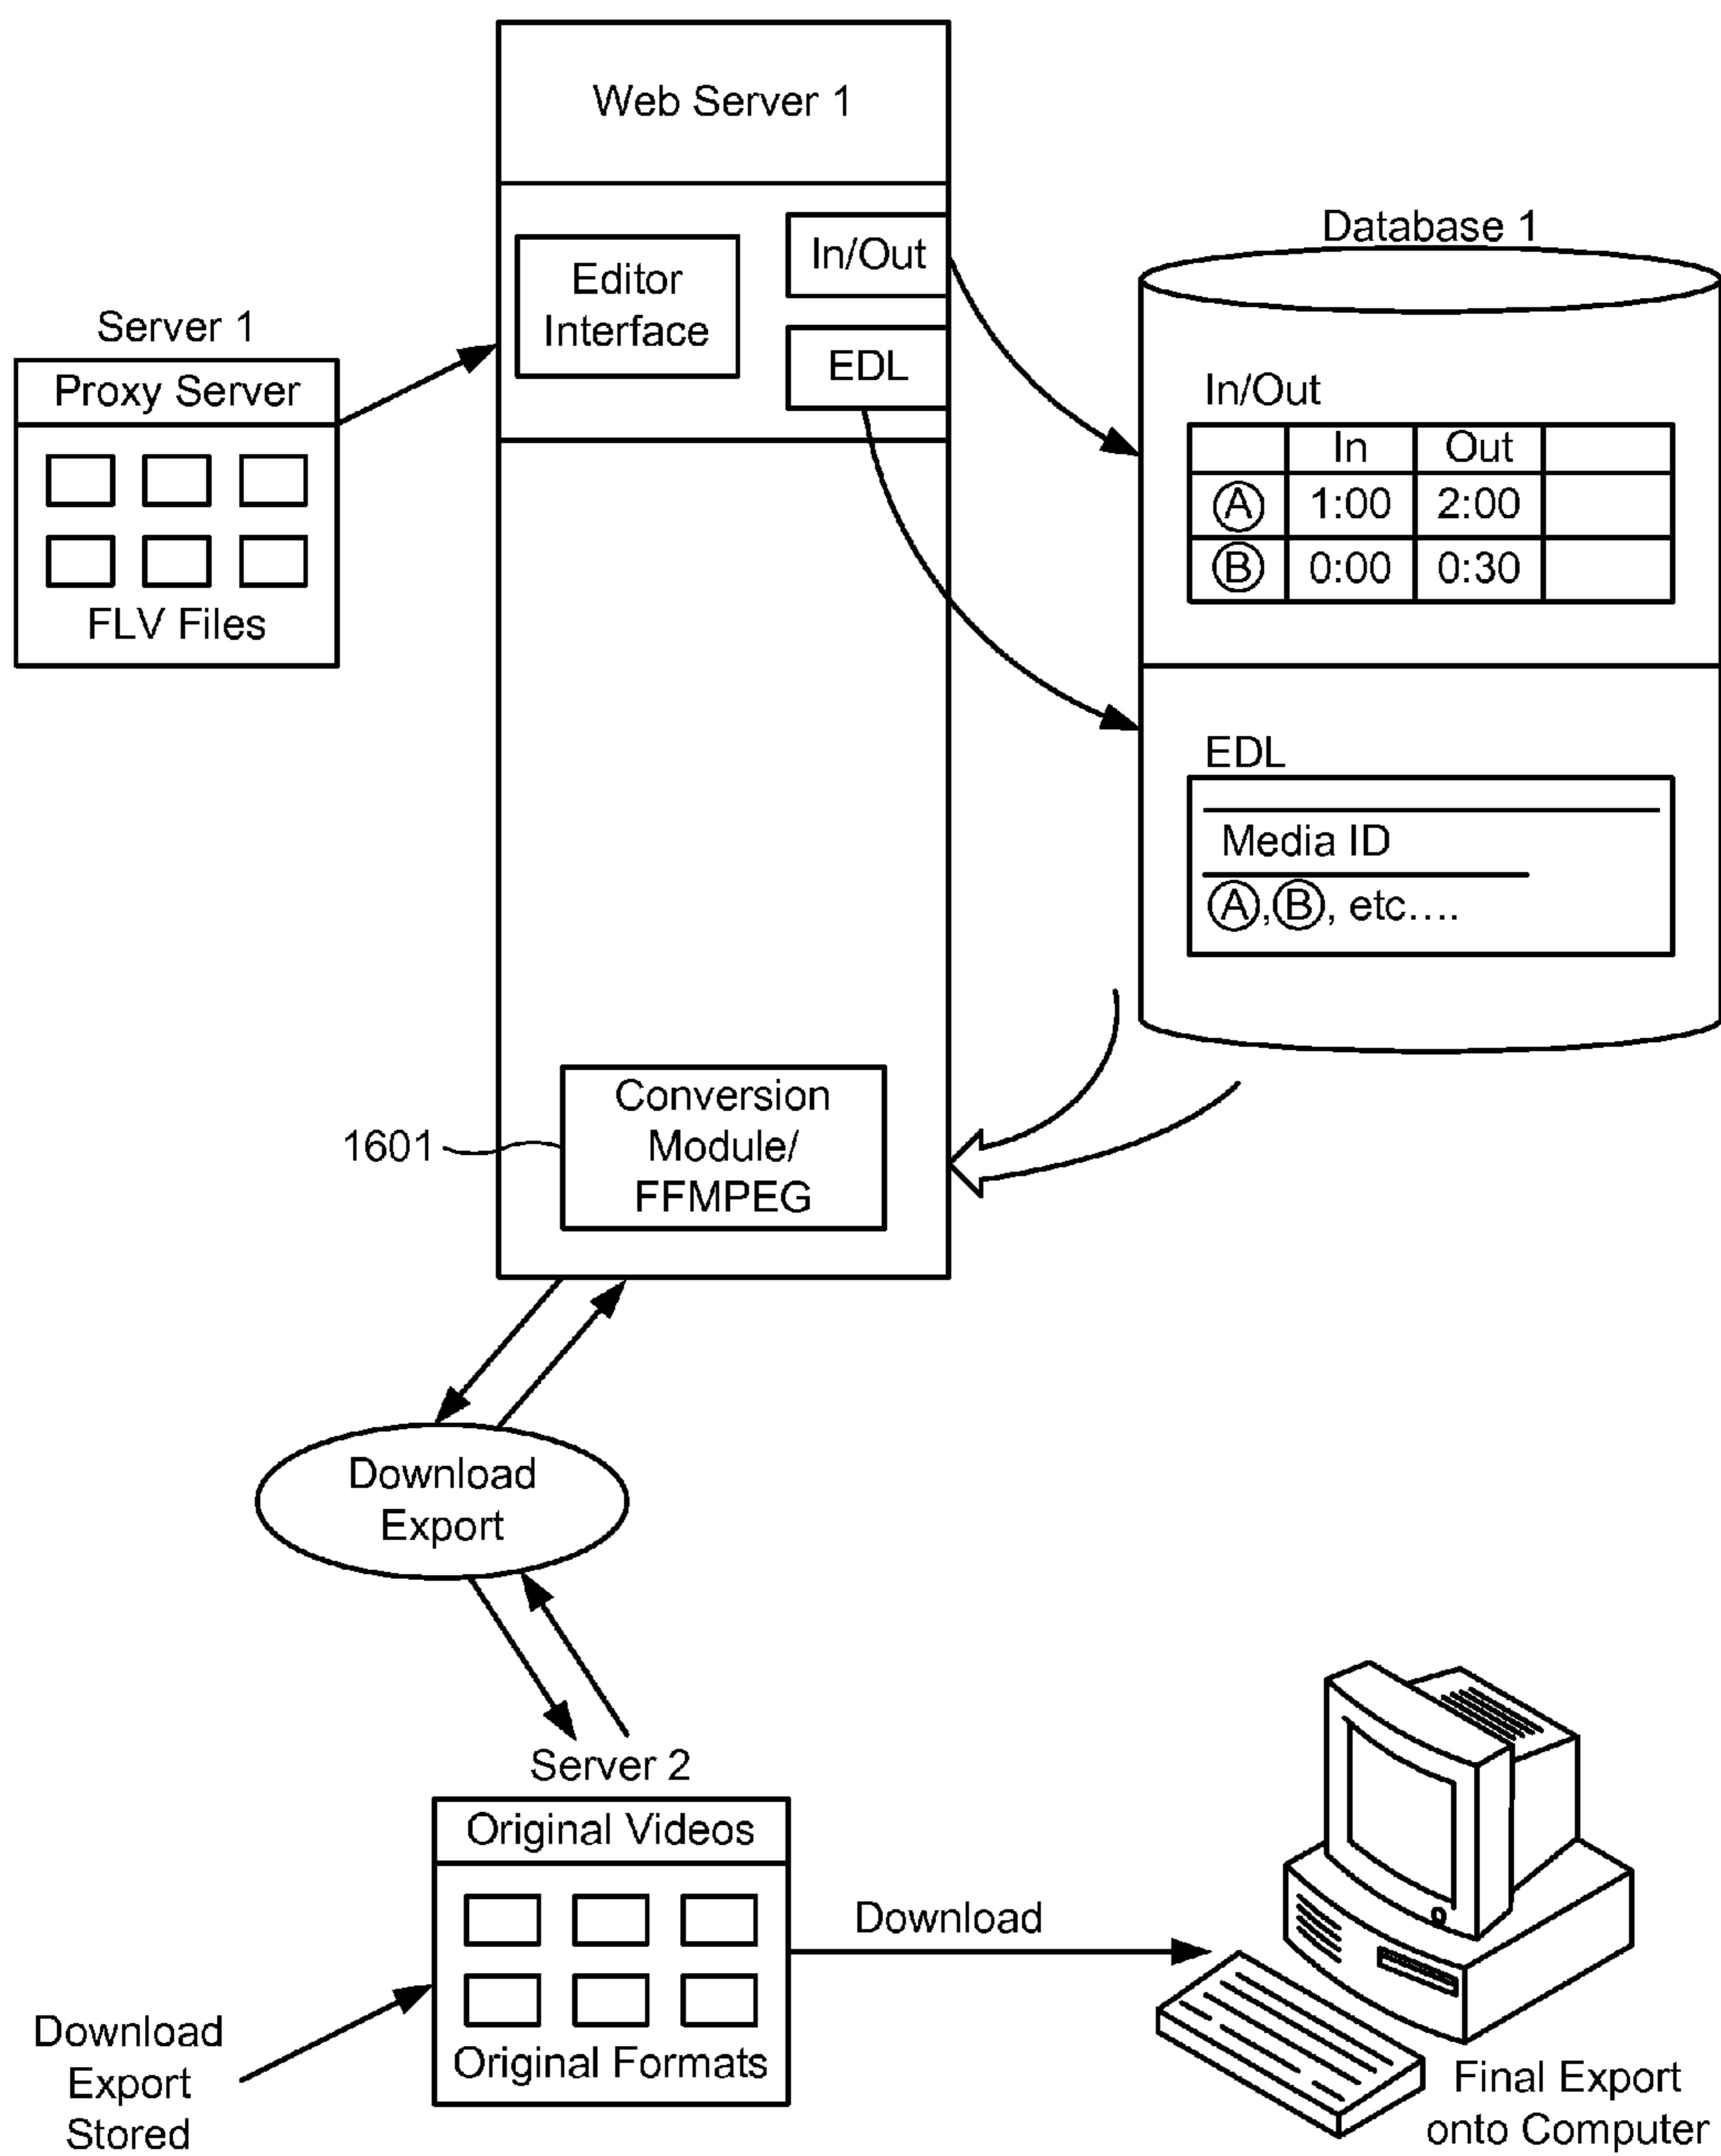 Web Server 1
Editor
Interface
In/Out
EDL
Server 1
Proxy Server
FLV Files
Database 1
In/Out
In Out
A 1:00 2:00
B 0:00 0:30
EDL
Media ID
A, B, etc....
1601
Conversion
Module/
FFMPEG
Download
Export
Server 2
Original Videos
Original Formats
Download
Export
Stored
Download
Final Export
onto Computer